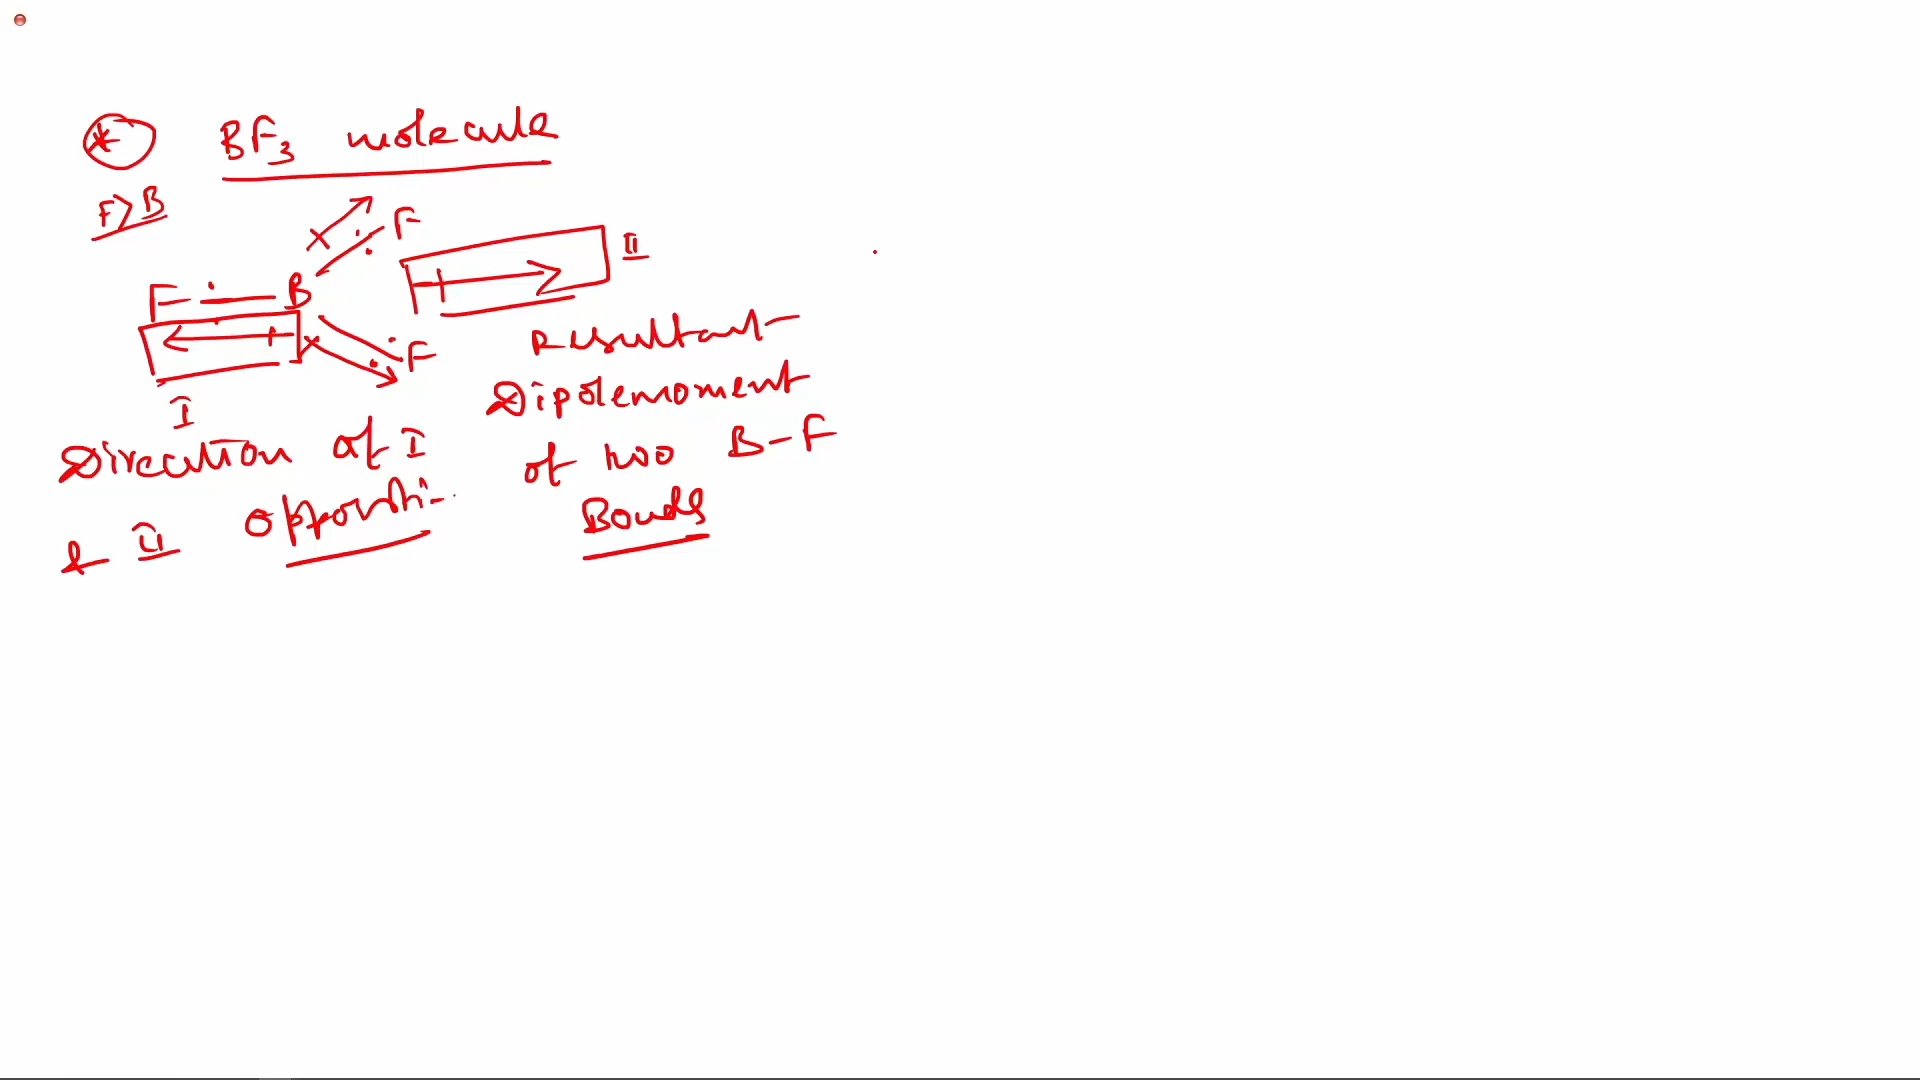 BF3 molecule
F>B
F
F B II
F
I
Resultant
Dipolemoment
of two B-F
Bonds
Direction of I
& II opposite